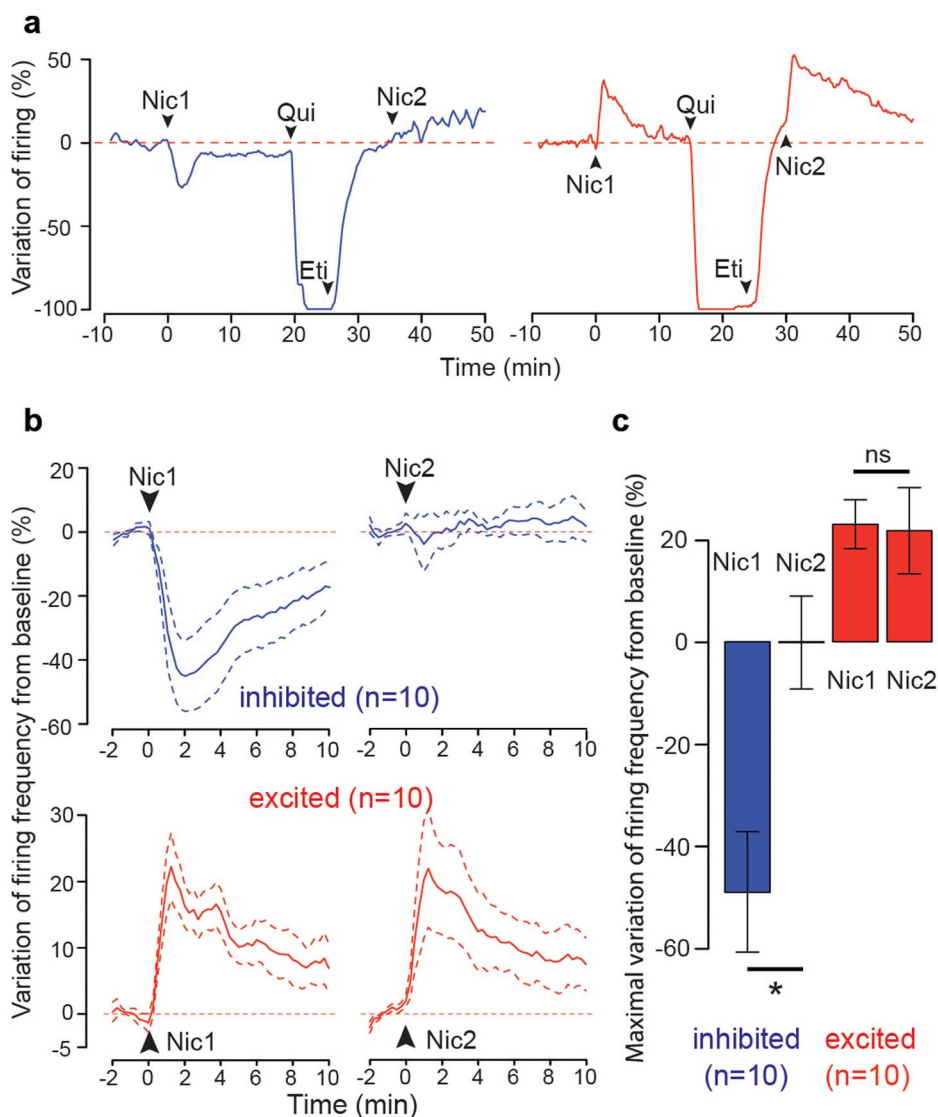 a
Variation of firing (%)
50
0
-50
-100
Nic1
Qui
Eti
Nic2
-10 0 10 20 30 40 50
Nic1
Qui
Eti
Nic2
-10 0 10 20 30 40 50
Time (min)
b
Variation of firing frequency from baseline (%)
20
0
-20
-40
-60
Nic1
inhibited (n=10)
-2 0 2 4 6 8 10
Nic2
-2 0 2 4 6 8 10
excited (n=10)
30
20
10
0
-5
Nic1
-2 0 2 4 6 8 10
Nic2
-2 0 2 4 6 8 10
Time (min)
c
Maximal variation of firing frequency from baseline (%)
20
0
-20
-40
-60
ns
Nic1
Nic2
Nic1
Nic2
*
inhibited
(n=10)
excited
(n=10)